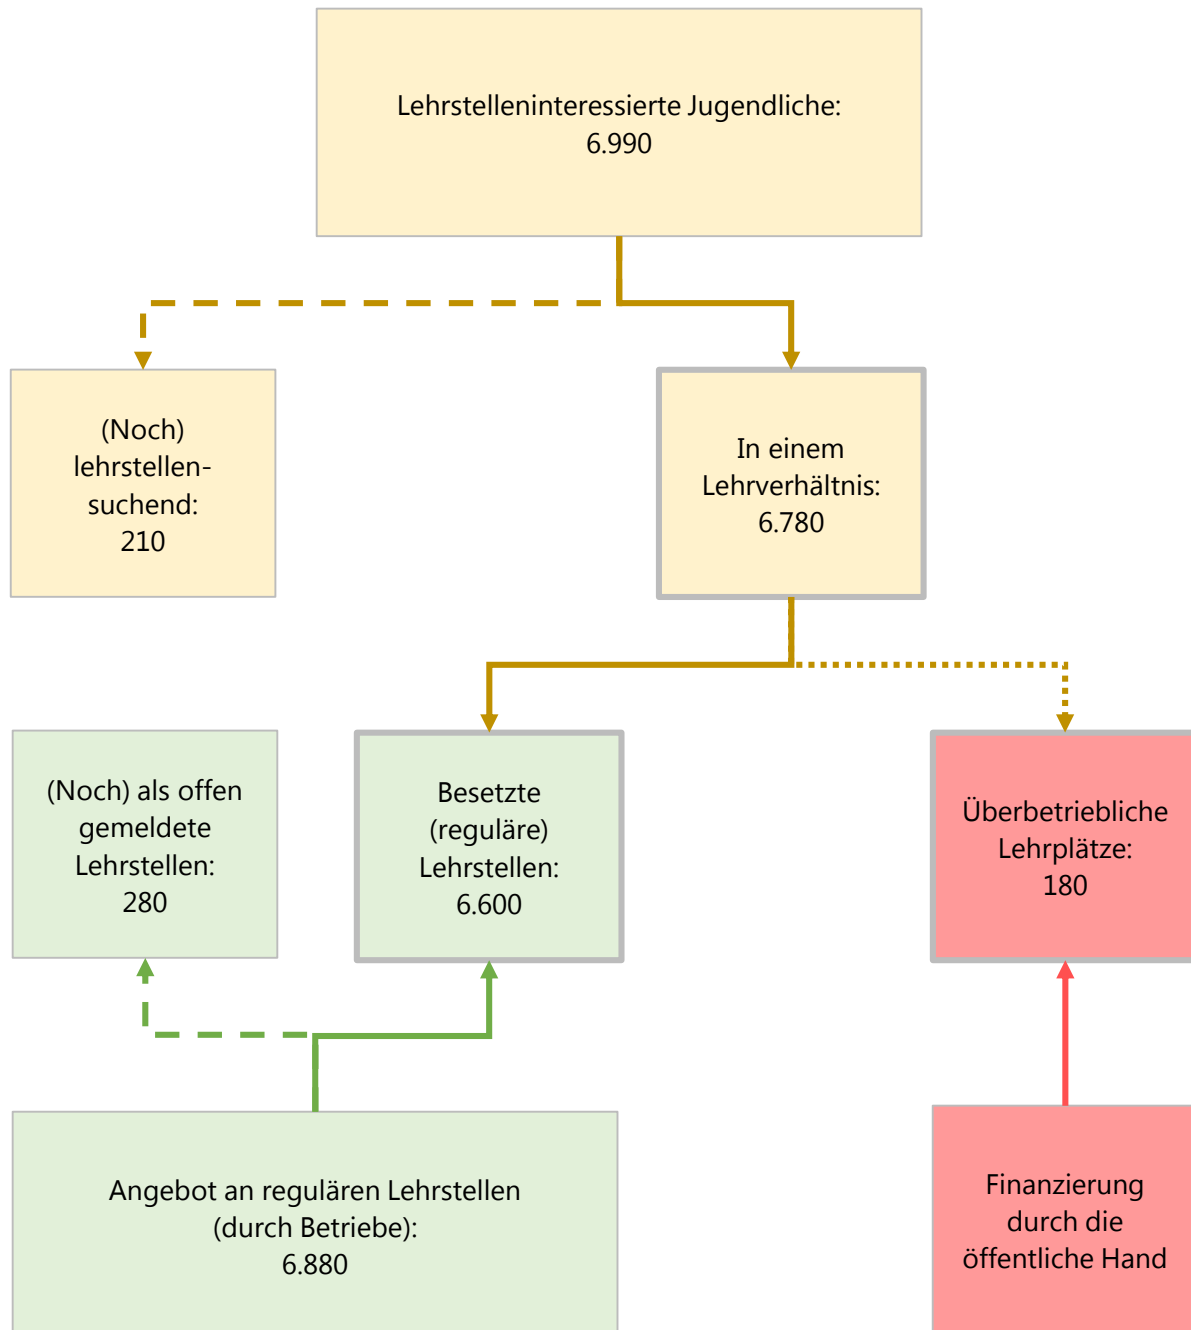 Lehrstelleninteressierte Jugendliche:
6.990
(Noch)
lehrstellen-
suchend:
210
In einem
Lehrverhältnis:
6.780
(Noch) als offen
gemeldete
Lehrstellen:
280
Besetzte
(reguläre)
Lehrstellen:
6.600
Überbetriebliche
Lehrplätze:
180
Angebot an regulären Lehrstellen
(durch Betriebe):
6.880
Finanzierung
durch die
öffentliche Hand